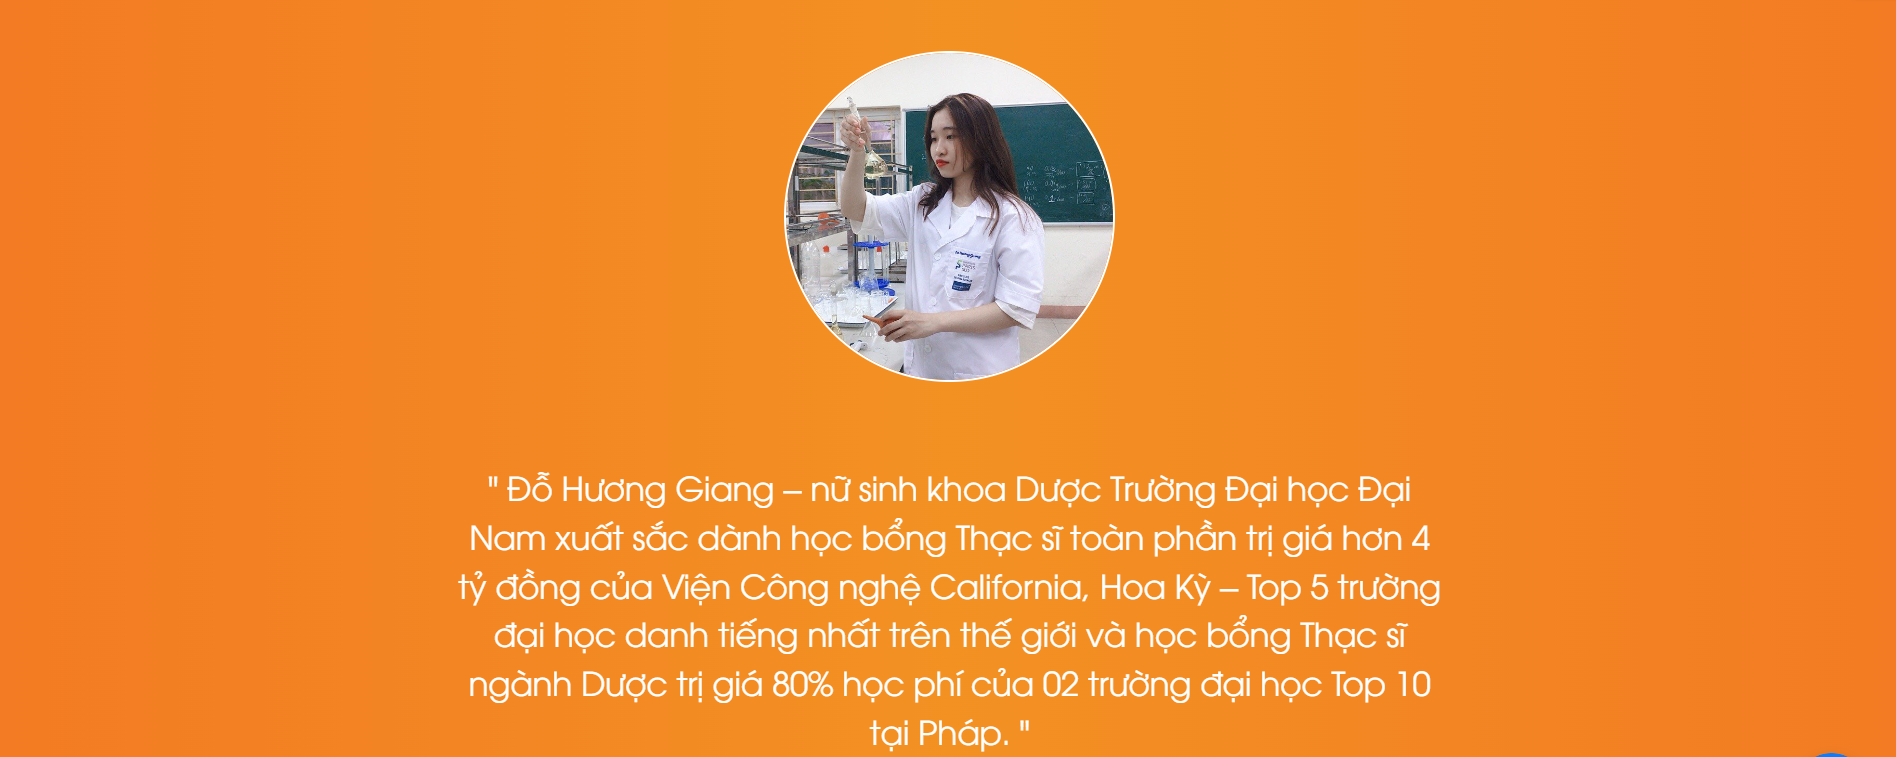 " Đỗ Hương Giang – nữ sinh khoa Dược Trường Đại học Đại
Nam xuất sắc dành học bổng Thạc sĩ toàn phần trị giá hơn 4
tỷ đồng của Viện Công nghệ California, Hoa Kỳ – Top 5 trường
đại học danh tiếng nhất trên thế giới và học bổng Thạc sĩ
ngành Dược trị giá 80% học phí của 02 trường đại học Top 10
tại Pháp. "